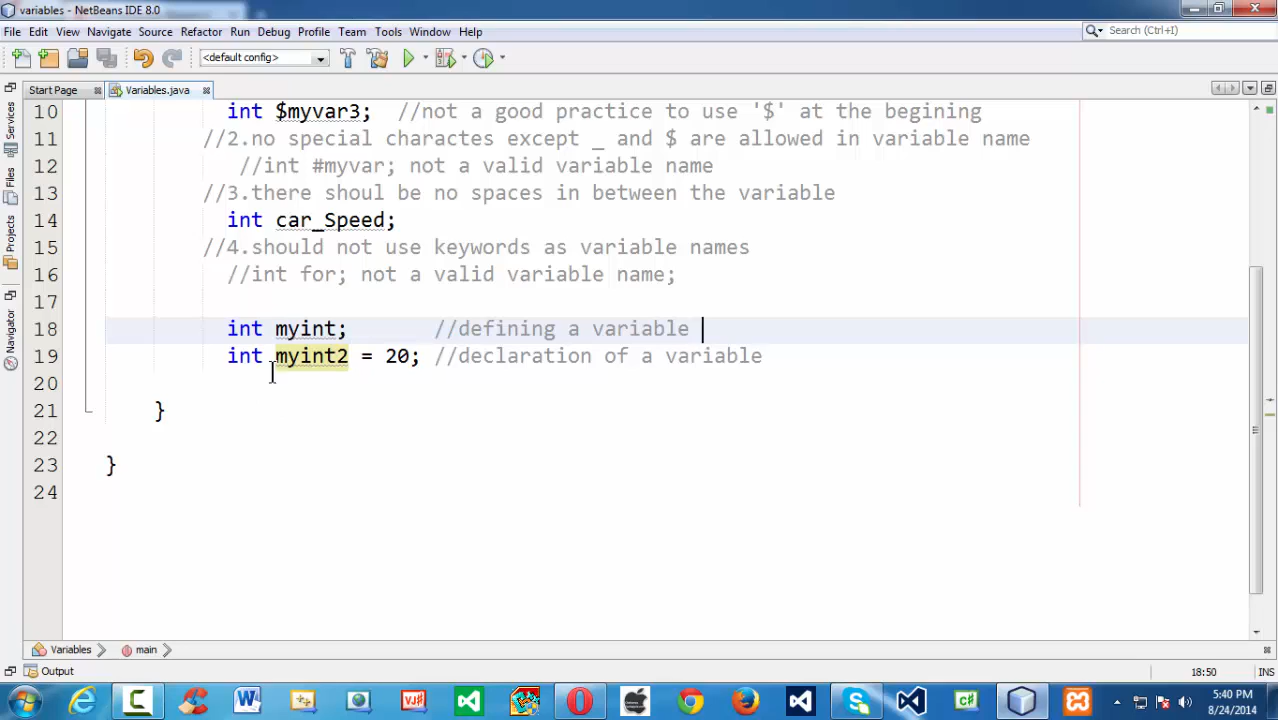 variables - NetBeans IDE 8.0
File Edit View Navigate Source Refactor Run Debug Profile Team Tools Window Help
Search (Ctrl+I)
<default config>
Start Page Variables.java
Services
Files
Projects
Navigator
10 int $myvar3; //not a good practice to use '$' at the begining
11 //2.no special charactes except _ and $ are allowed in variable name
12 //int #myvar; not a valid variable name
13 //3.there shoul be no spaces in between the variable
14 int car_Speed;
15 //4.should not use keywords as variable names
16 //int for; not a valid variable name;
17
18 int myint; //defining a variable
19 int myint2 = 20; //declaration of a variable
20
21 }
22
23 }
24
Variables main
Output
18:50 INS
5:40 PM
8/24/2014